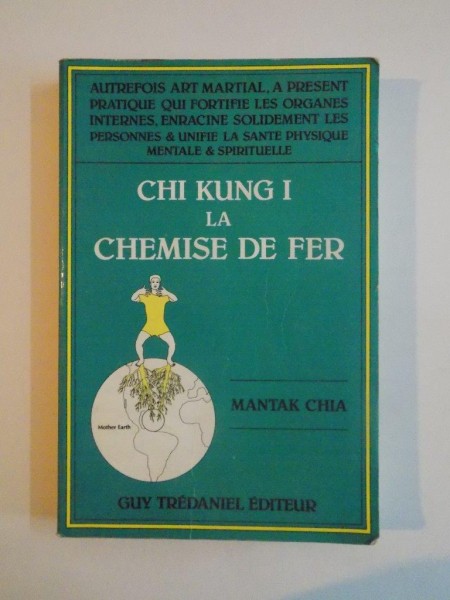 AUTREFOIS ART MARTIAL, A PRESENT
PRATIQUE QUI FORTIFIE LES ORGANES
INTERNES, ENRACINE SOLIDEMENT LES
PERSONNES & UNIFIE LA SANTE PHYSIQUE
MENTALE & SPIRITUELLE
CHI KUNG I
LA
CHEMISE DE FER
MANTAK CHIA
Mother Earth
GUY TRÉDANIEL ÉDITEUR